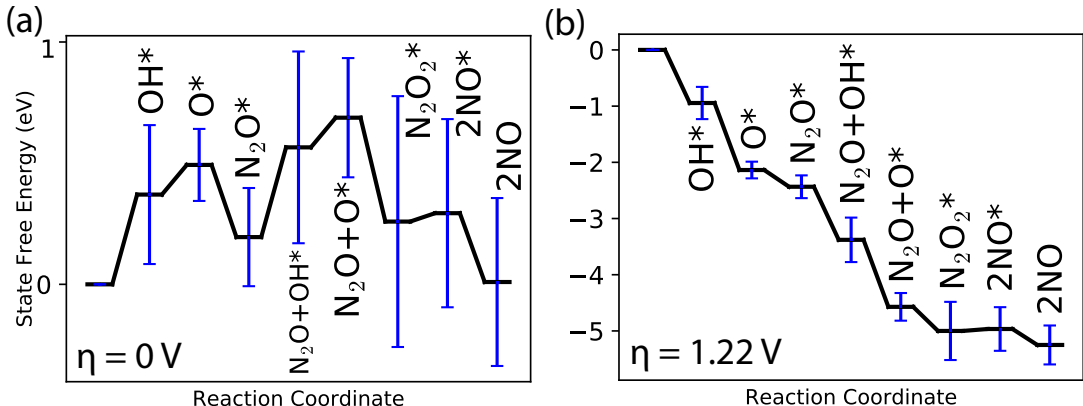 (a)
1
0
State Free Energy (eV)
OH*
O*
N₂O*
N₂O+OH*
N₂O+O*
N₂O₂*
2NO*
2NO
η = 0 V
Reaction Coordinate
(b)
0
−1
−2
−3
−4
−5
OH*
O*
N₂O*
N₂O+OH*
N₂O+O*
N₂O₂*
2NO*
2NO
η = 1.22 V
Reaction Coordinate